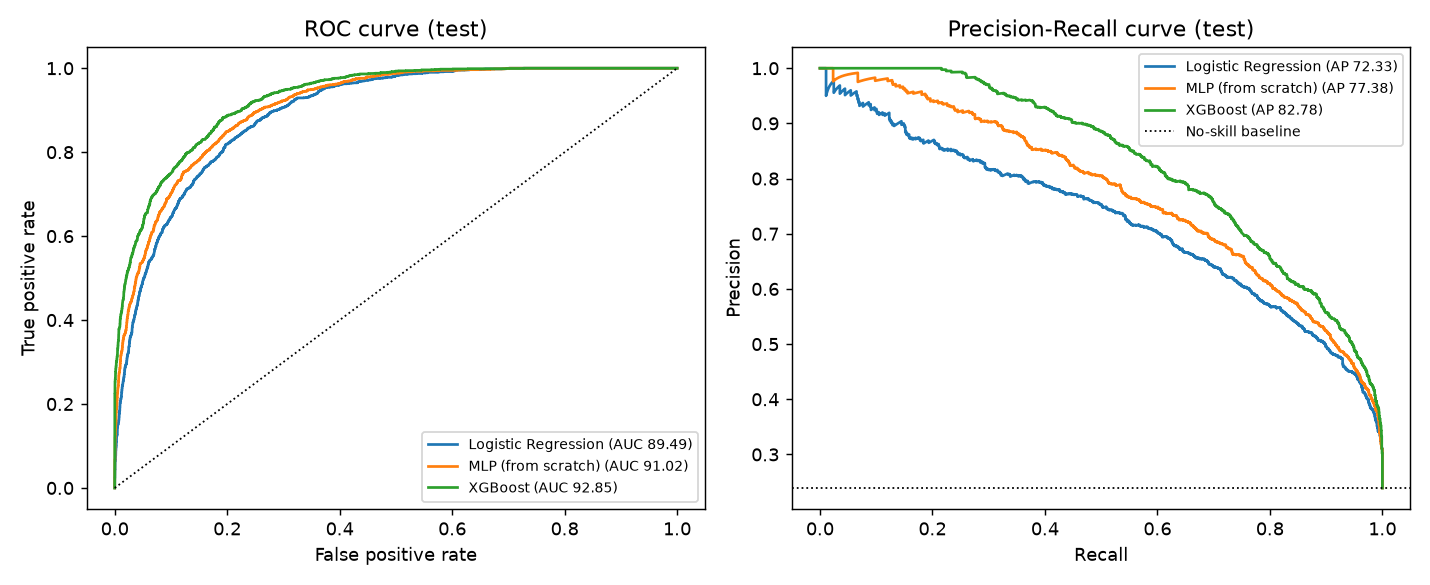 ROC curve (test)
1.0
0.8
0.6
0.4
0.2
0.0
True positive rate
0.0 0.2 0.4 0.6 0.8 1.0
False positive rate
Logistic Regression (AUC 89.49)
MLP (from scratch) (AUC 91.02)
XGBoost (AUC 92.85)
Precision-Recall curve (test)
1.0
0.9
0.8
0.7
0.6
0.5
0.4
0.3
Precision
0.0 0.2 0.4 0.6 0.8 1.0
Recall
Logistic Regression (AP 72.33)
MLP (from scratch) (AP 77.38)
XGBoost (AP 82.78)
No-skill baseline